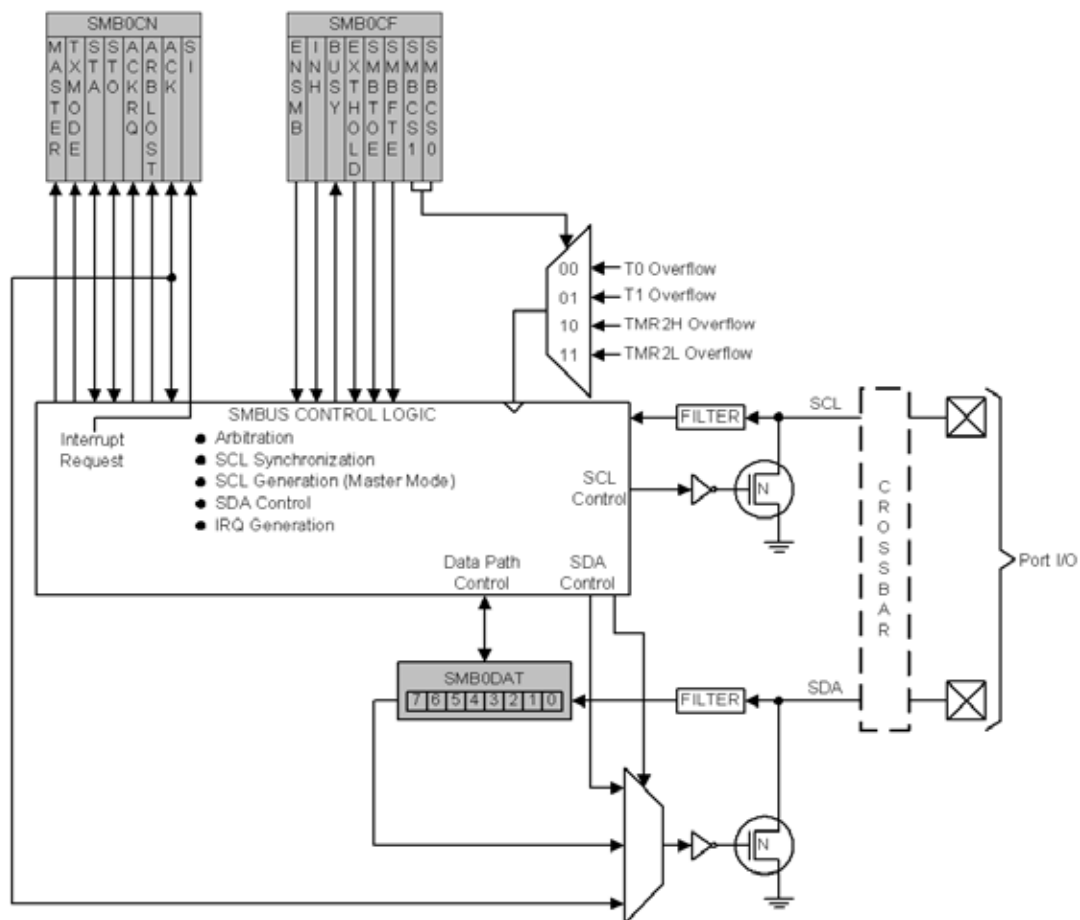 SMB0CN
MASTER
TXMODE
STA
STO
ACKRQ
ARBLOST
ACK
SI
SMB0CF
ENSMB
INH
BUSY
EXTHOLD
SMBTOE
SMBFTE
SMBCS1
SMBCS0
00
T0 Overflow
01
T1 Overflow
10
TMR2H Overflow
11
TMR2L Overflow
SMBUS CONTROL LOGIC
Interrupt
Request
● Arbitration
● SCL Synchronization
● SCL Generation (Master Mode)
● SDA Control
● IRQ Generation
SCL
Control
Data Path
Control
SDA
Control
FILTER
SCL
N
CROSSBAR
Port I/O
SMB0DAT
7 6 5 4 3 2 1 0
FILTER
SDA
N